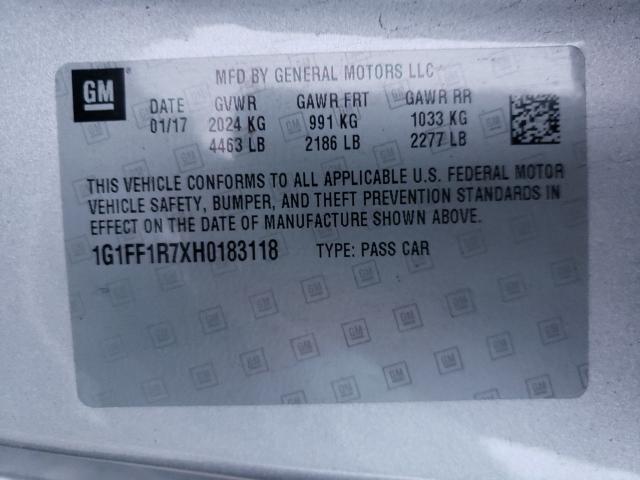 GM
MFD BY GENERAL MOTORS LLC
DATE GVWR GAWR FRT GAWR RR
01/17 2024 KG 991 KG 1033 KG
4463 LB 2186 LB 2277 LB
THIS VEHICLE CONFORMS TO ALL APPLICABLE U.S. FEDERAL MOTOR
VEHICLE SAFETY, BUMPER, AND THEFT PREVENTION STANDARDS IN
EFFECT ON THE DATE OF MANUFACTURE SHOWN ABOVE.
1G1FF1R7XH0183118 TYPE: PASS CAR